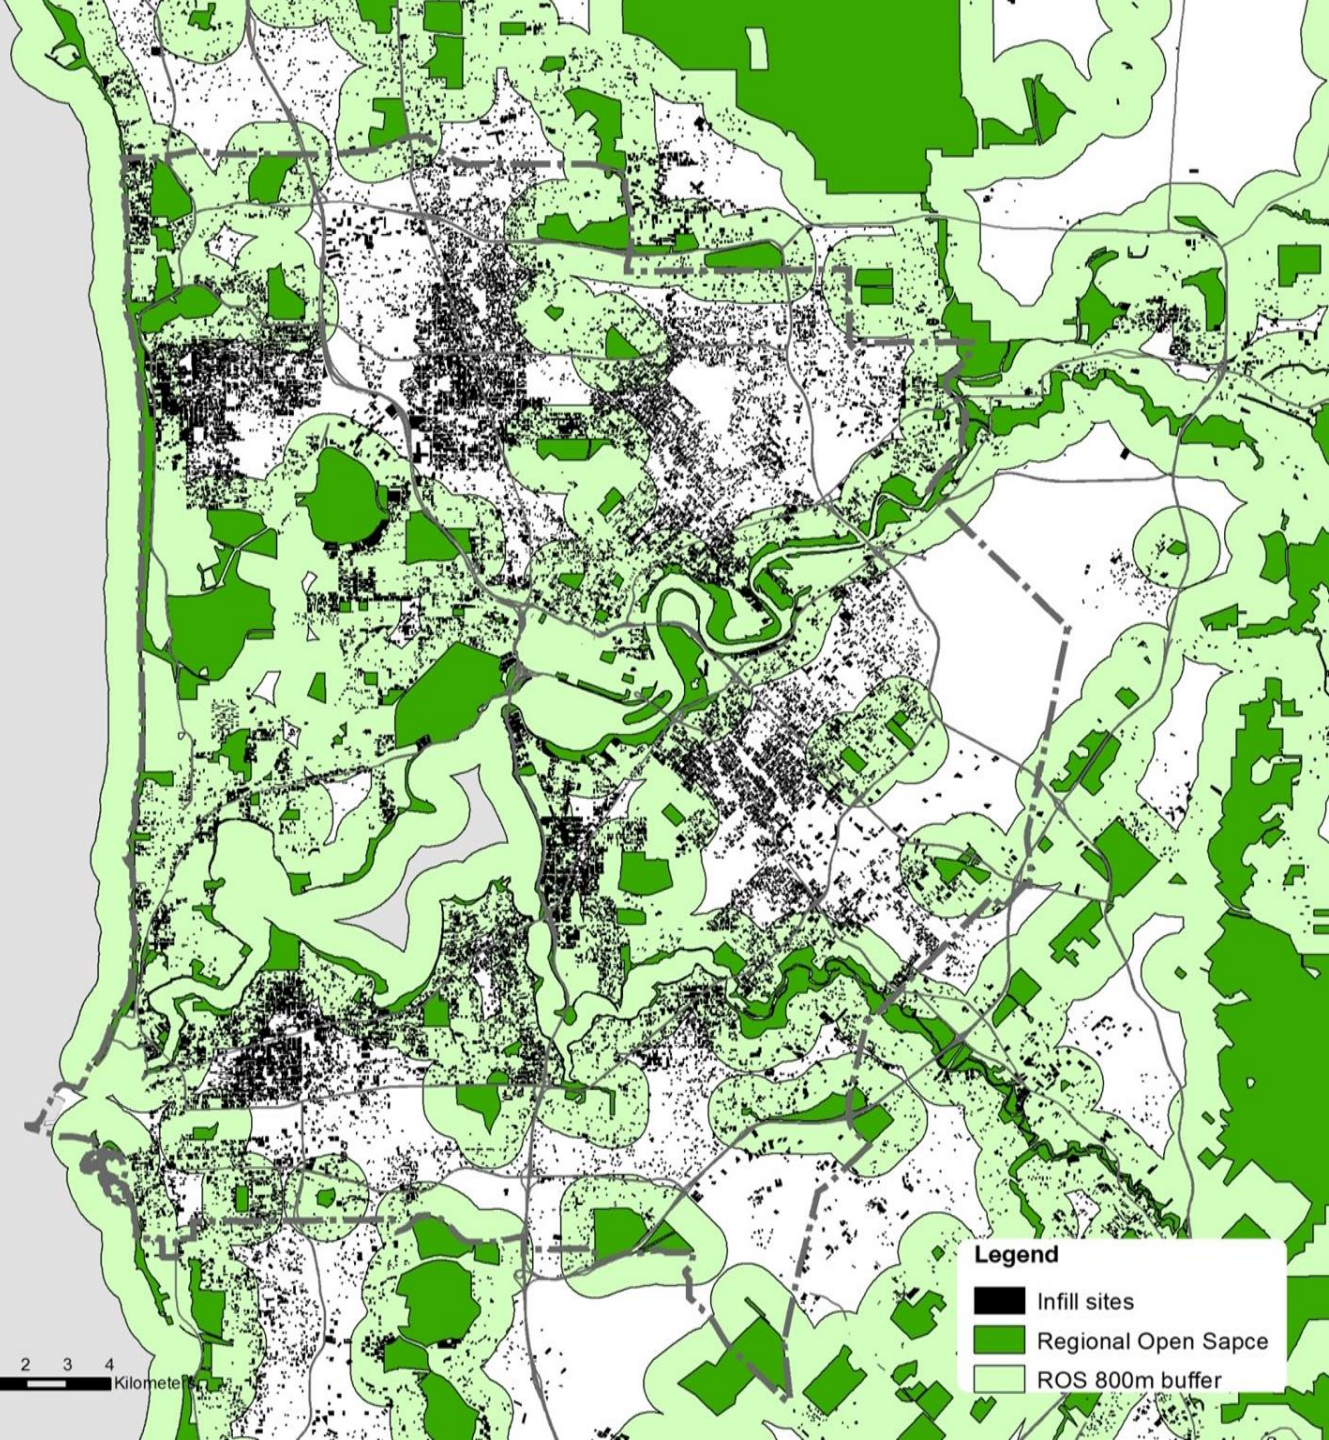 Legend
Infill sites
Regional Open Sapce
ROS 800m buffer
2 3 4
Kilometers